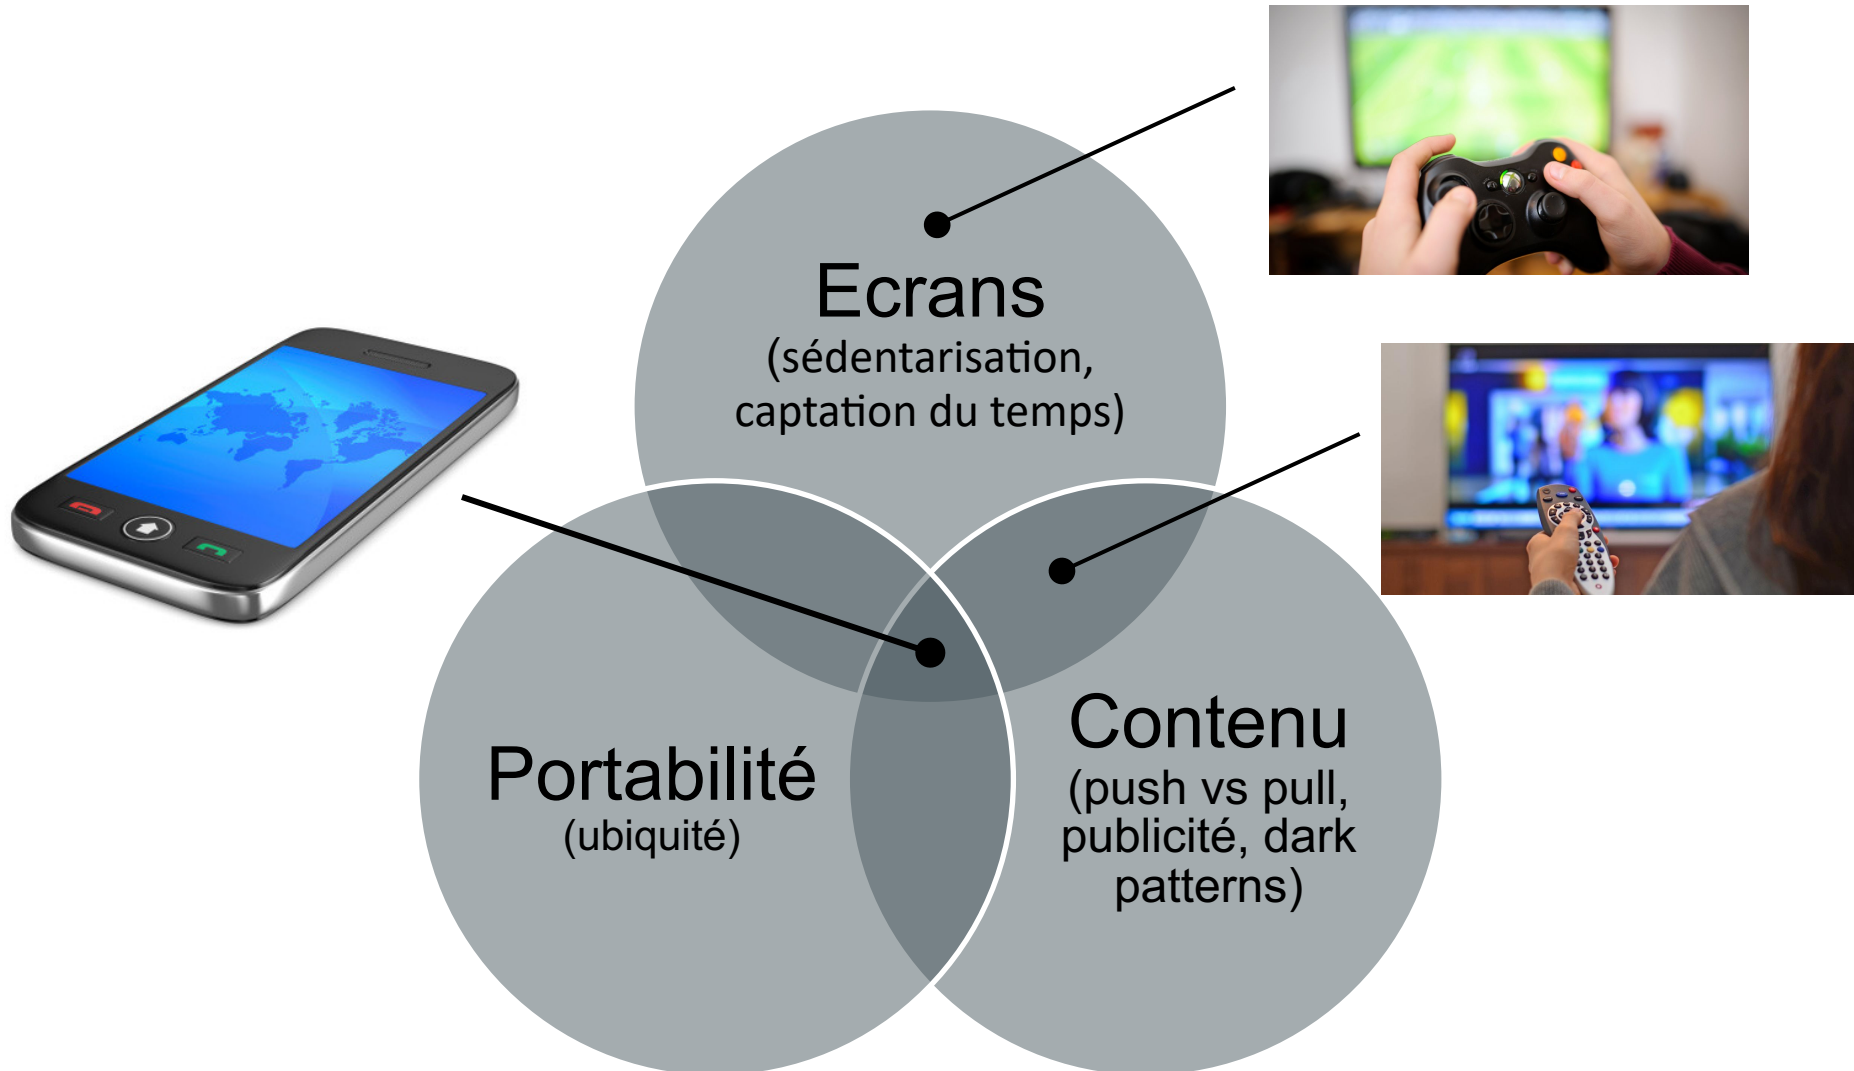 Ecrans
(sédentarisation,
captation du temps)
Portabilité
(ubiquité)
Contenu
(push vs pull,
publicité, dark
patterns)